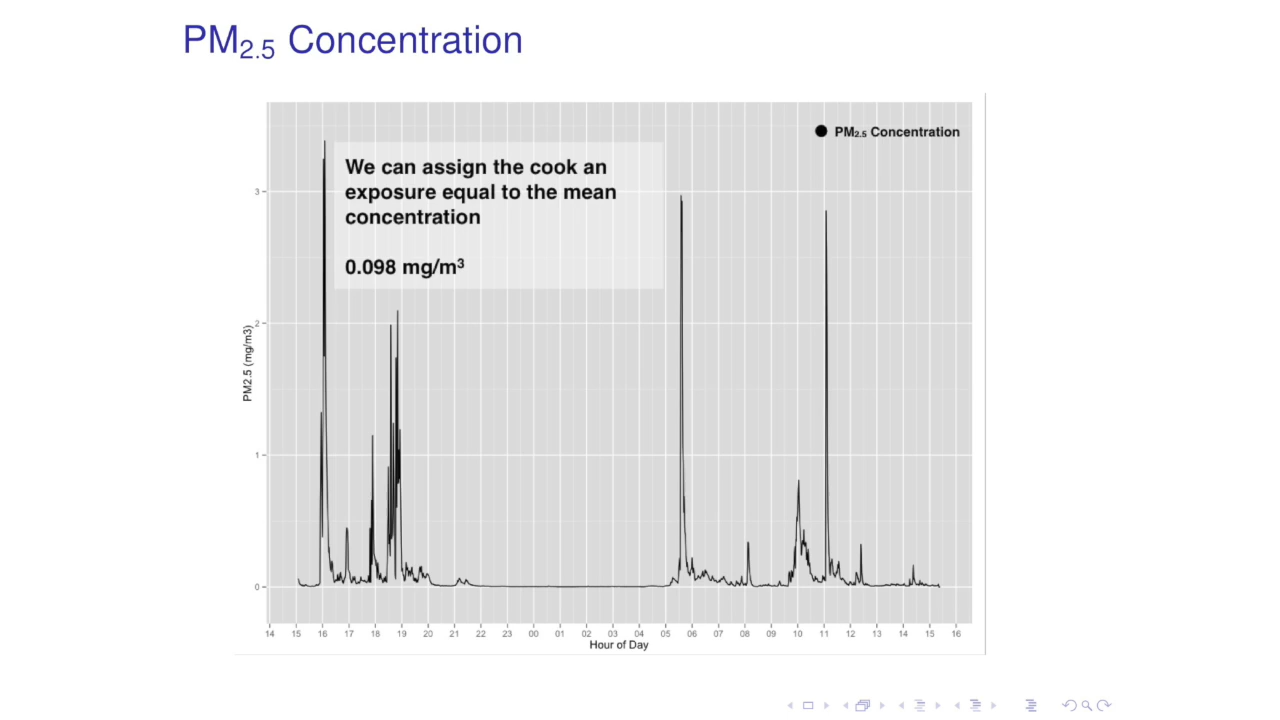 PM2.5 Concentration
PM2.5 Concentration
We can assign the cook an
exposure equal to the mean
concentration
0.098 mg/m³
3
2
1
0
PM2.5 (mg/m3)
14 15 16 17 18 19 20 21 22 23 00 01 02 03 04 05 06 07 08 09 10 11 12 13 14 15 16
Hour of Day